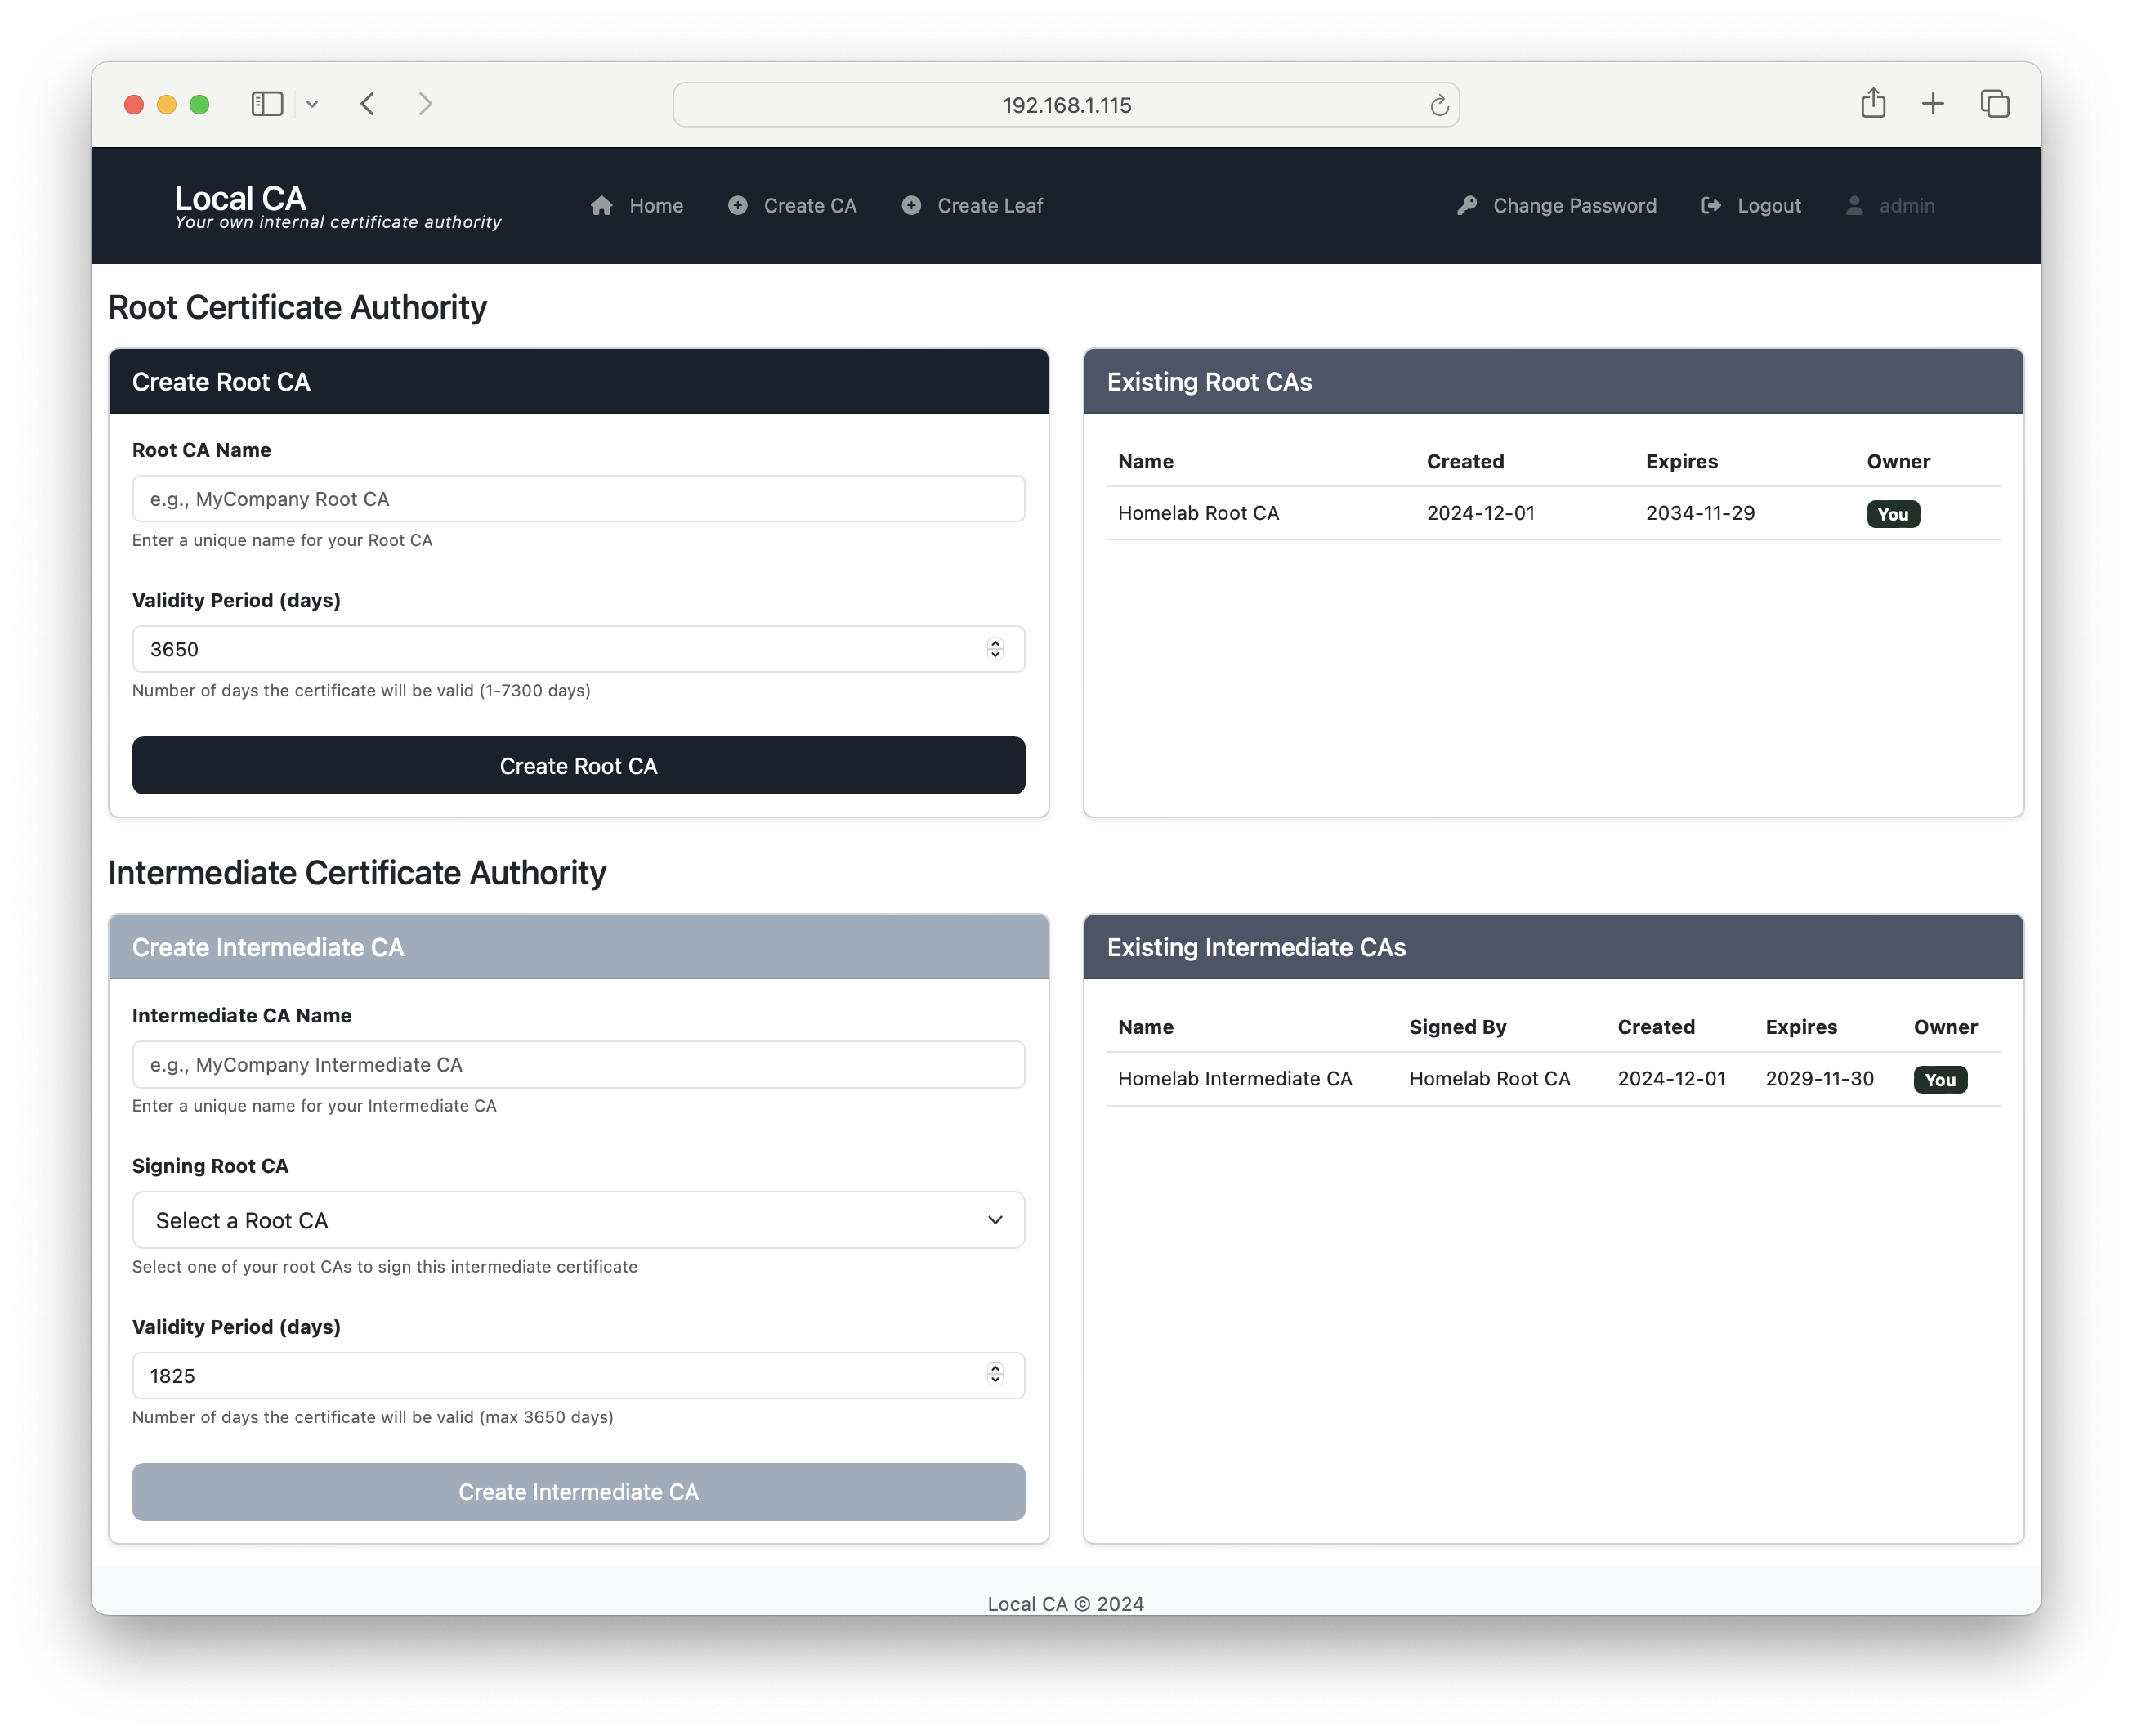 192.168.1.115
Local CA
Your own internal certificate authority
Home
Create CA
Create Leaf
Change Password
Logout
admin
Root Certificate Authority
Create Root CA
Root CA Name
e.g., MyCompany Root CA
Enter a unique name for your Root CA
Validity Period (days)
3650
Number of days the certificate will be valid (1-7300 days)
Create Root CA
Existing Root CAs
Name Created Expires Owner
Homelab Root CA 2024-12-01 2034-11-29 You
Intermediate Certificate Authority
Create Intermediate CA
Intermediate CA Name
e.g., MyCompany Intermediate CA
Enter a unique name for your Intermediate CA
Signing Root CA
Select a Root CA
Select one of your root CAs to sign this intermediate certificate
Validity Period (days)
1825
Number of days the certificate will be valid (max 3650 days)
Create Intermediate CA
Existing Intermediate CAs
Name Signed By Created Expires Owner
Homelab Intermediate CA Homelab Root CA 2024-12-01 2029-11-30 You
Local CA © 2024